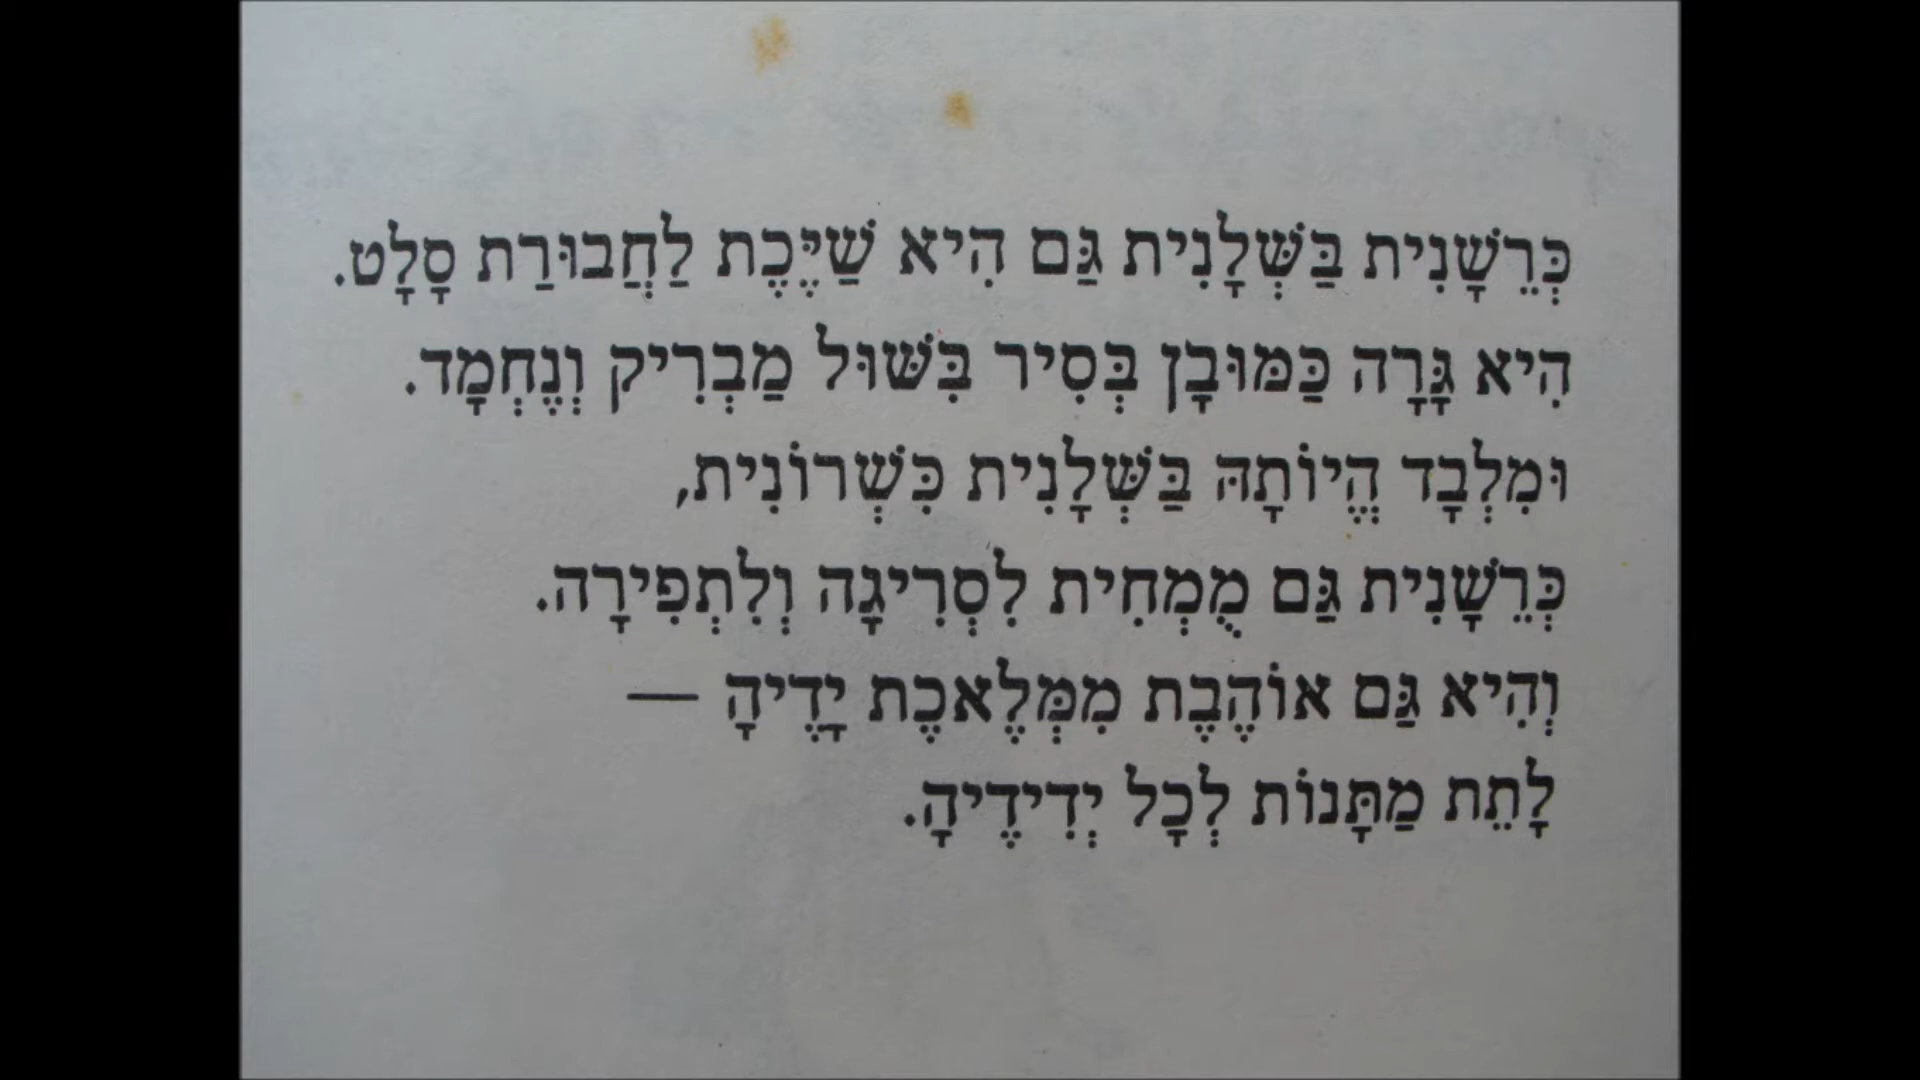 כְּרֵשָׁנִית בַּשְּׁלָנִית גַּם הִיא שַׁיֶּכֶת לַחֲבוּרַת סָלָט.
הִיא גָּרָה כַּמּוּבָן בְּסִיר בִּשּׁוּל מַבְרִיק וְנֶחְמָד.
וּמִלְבָד הֱיוֹתָהּ בַּשְּׁלָנִית כִּשְׁרוֹנִית,
כְּרֵשָׁנִית גַּם מֻמְחִית לִסְרִיגָה וְלִתְפִירָה.
וְהִיא גַּם אוֹהֶבֶת מִמְּלֶאכֶת יָדֶיהָ —
לָתֵת מַתָּנוֹת לְכָל יְדִידֶיהָ.